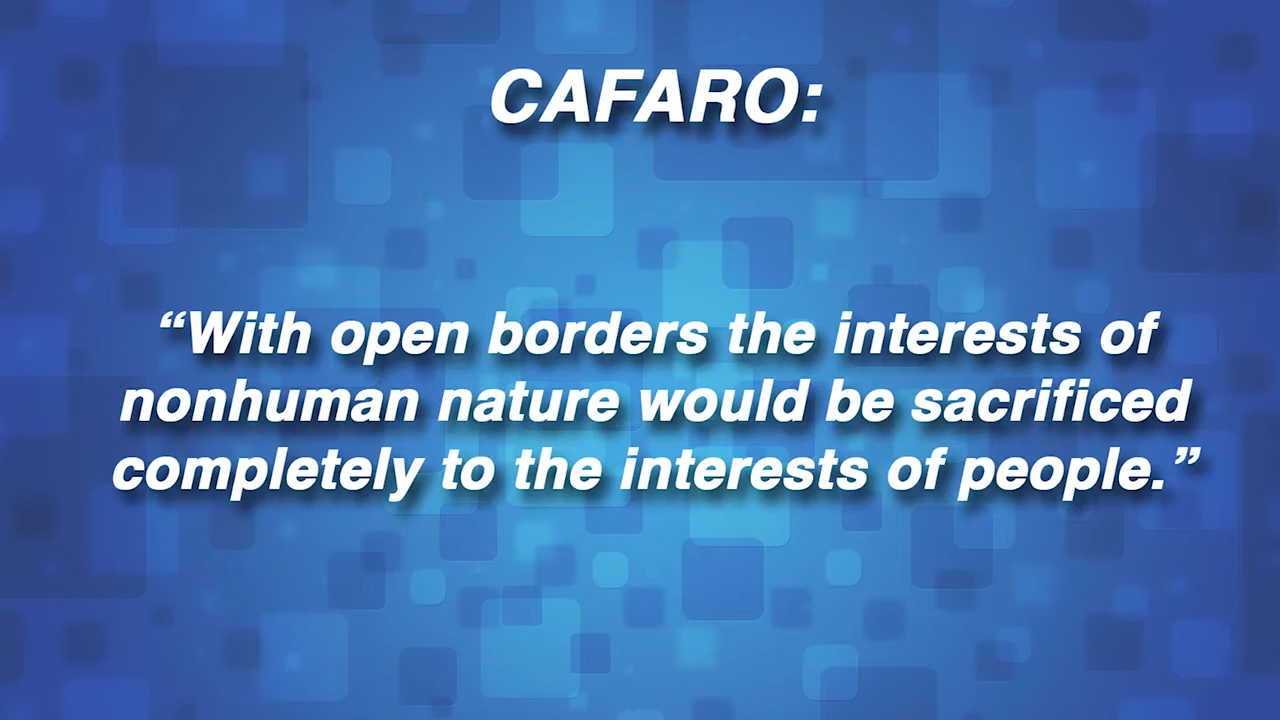 CAFARO:
“With open borders the interests of
nonhuman nature would be sacrificed
completely to the interests of people.”